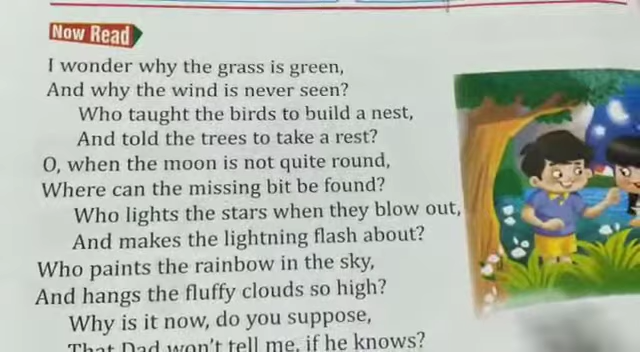 Now Read
I wonder why the grass is green,
And why the wind is never seen?
Who taught the birds to build a nest,
And told the trees to take a rest?
O, when the moon is not quite round,
Where can the missing bit be found?
Who lights the stars when they blow out,
And makes the lightning flash about?
Who paints the rainbow in the sky,
And hangs the fluffy clouds so high?
Why is it now, do you suppose,
That Dad won't tell me, if he knows?